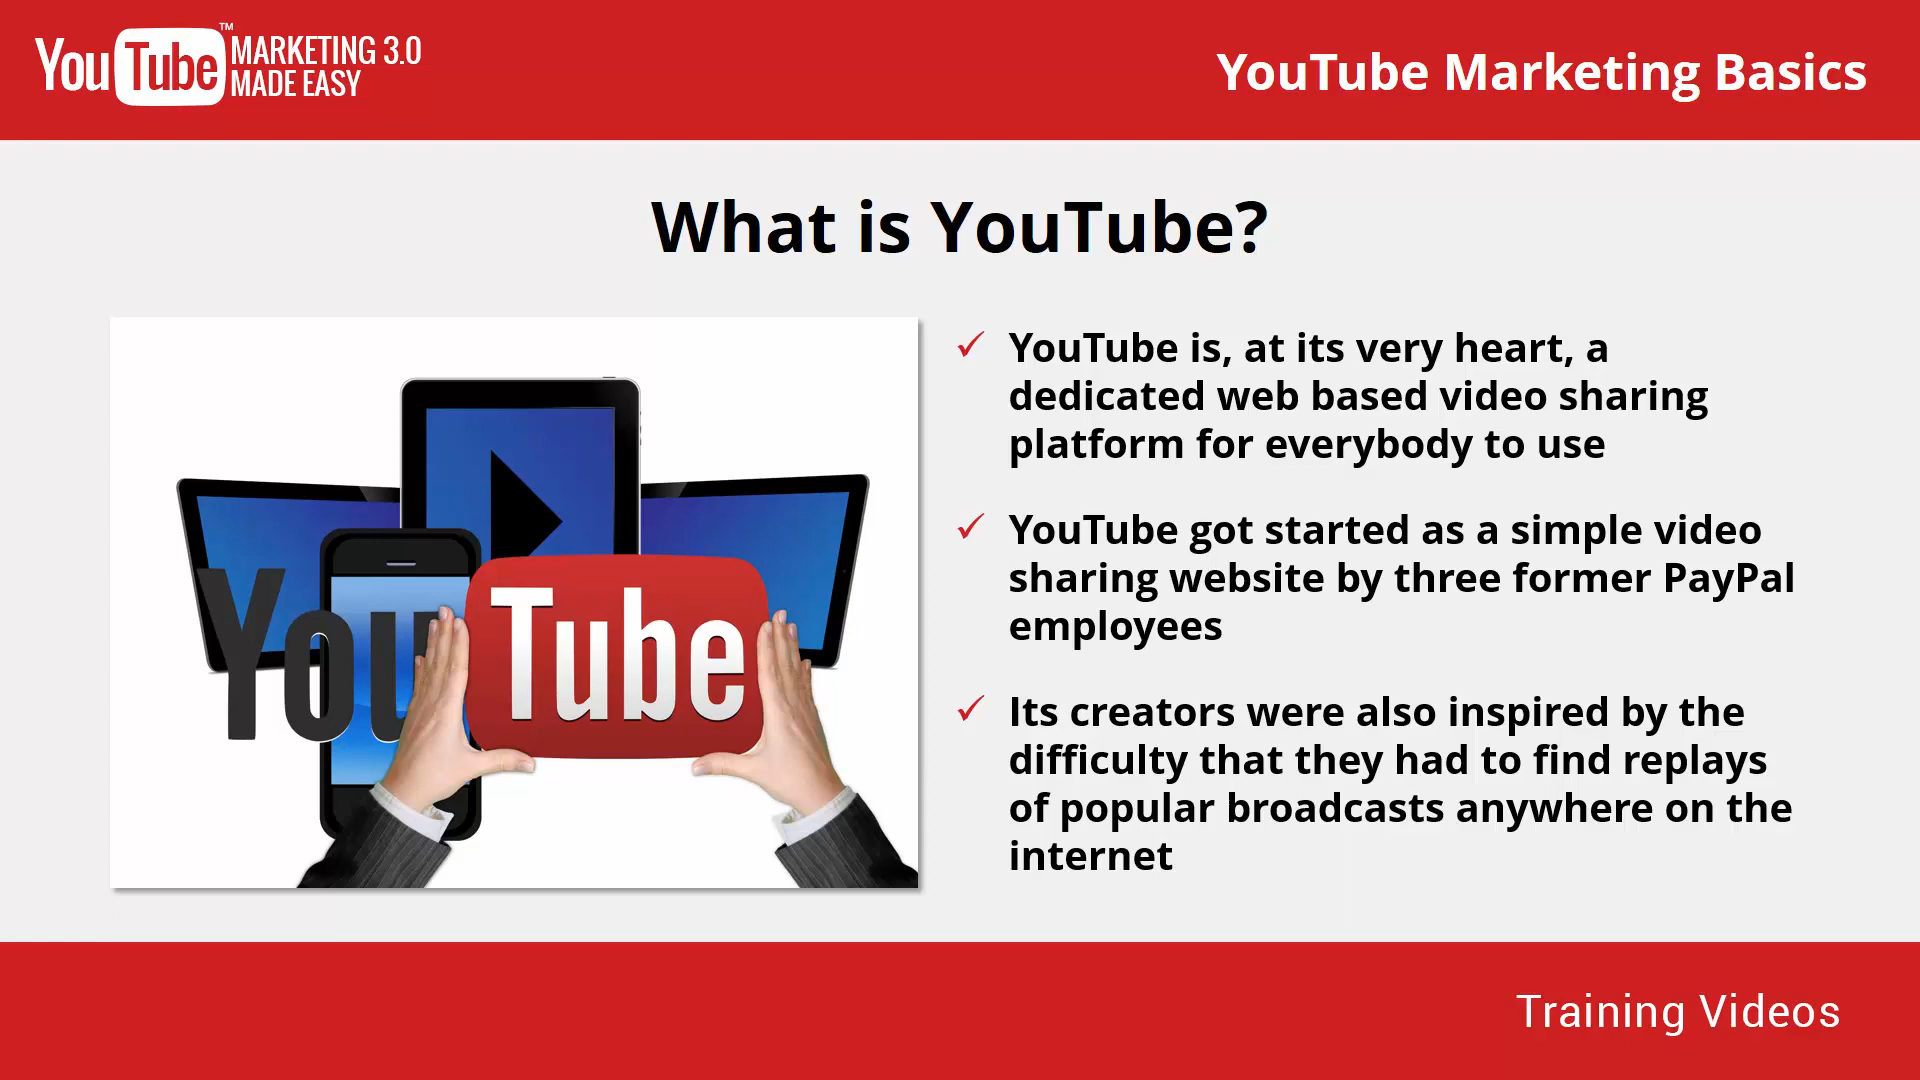 YouTube™ MARKETING 3.0
MADE EASY
YouTube Marketing Basics
What is YouTube?
YouTube
YouTube is, at its very heart, a
dedicated web based video sharing
platform for everybody to use
YouTube got started as a simple video
sharing website by three former PayPal
employees
Its creators were also inspired by the
difficulty that they had to find replays
of popular broadcasts anywhere on the
internet
Training Videos